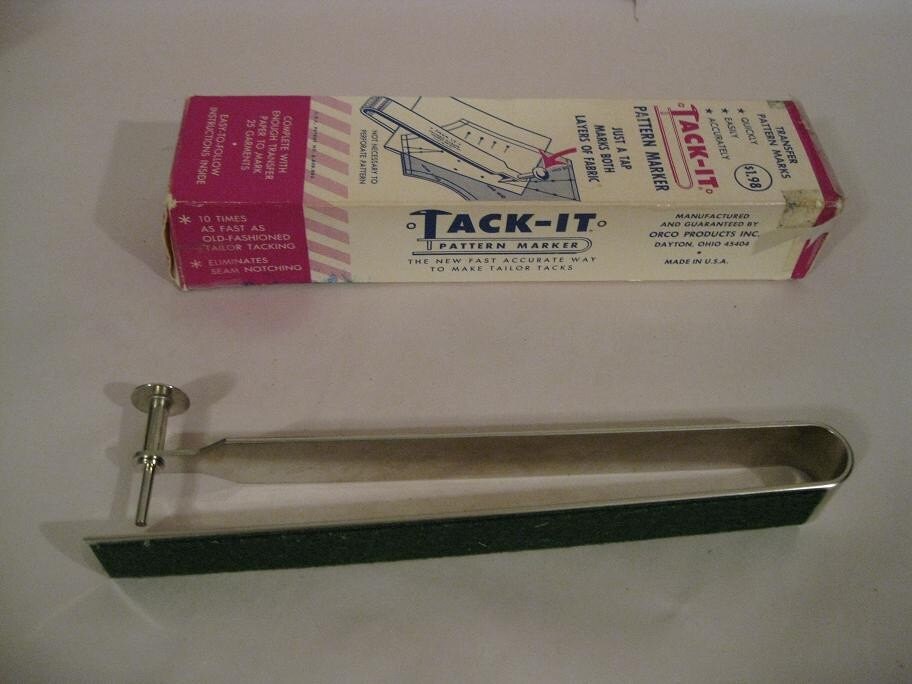 TRANSFER
PATTERN MARKS
* QUICKLY
* EASILY
* ACCURATELY
$1.98
TACK-IT
PATTERN MARKER
JUST A TAP
MARKS BOTH
LAYERS OF FABRIC
NOT NECESSARY TO
PERFORATE PATTERN
COMPLETE WITH
ENOUGH TRANSFER
PAPER TO MARK
25 GARMENTS
•
EASY-TO-FOLLOW
INSTRUCTIONS INSIDE
* 10 TIMES
AS FAST AS
OLD-FASHIONED
TAILOR TACKING
* ELIMINATES
SEAM NOTCHING
TACK-IT
PATTERN MARKER
THE NEW FAST ACCURATE WAY
TO MAKE TAILOR TACKS
MANUFACTURED
AND GUARANTEED BY
ORCO PRODUCTS INC.
DAYTON, OHIO 45404
•
MADE IN U.S.A.